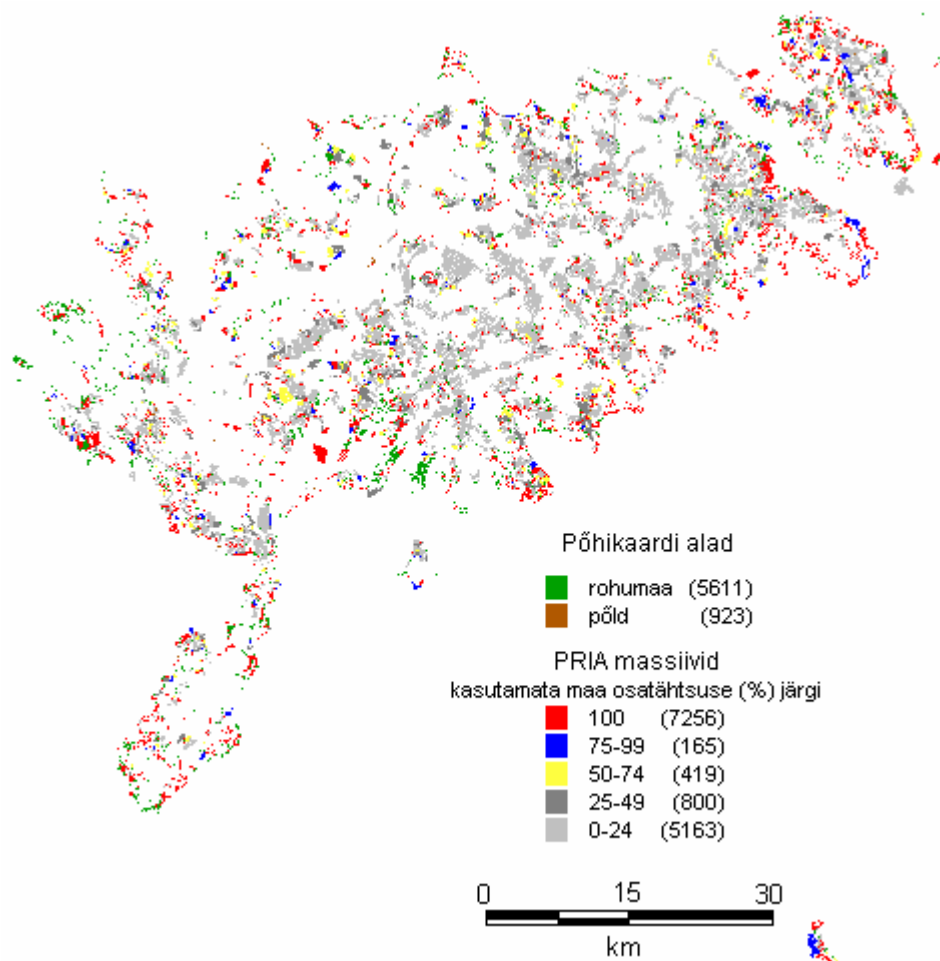 Põhikaardi alad
rohumaa (5611)
põld (923)
PRIA massiivid
kasutamata maa osatähtsuse (%) järgi
100 (7256)
75-99 (165)
50-74 (419)
25-49 (800)
0-24 (5163)
0 15 30
km